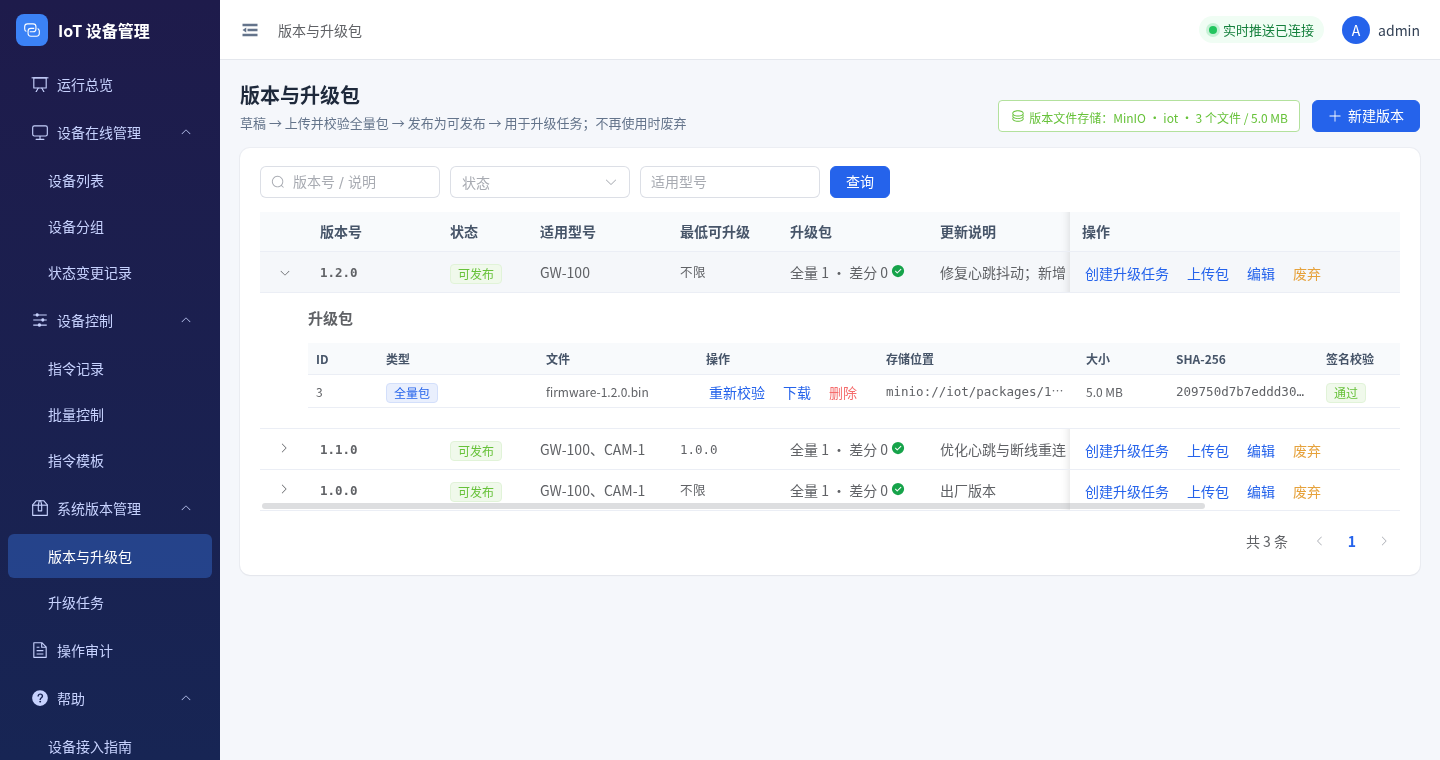 IoT 设备管理
运行总览
设备在线管理
设备列表
设备分组
状态变更记录
设备控制
指令记录
批量控制
指令模板
系统版本管理
版本与升级包
升级任务
操作审计
帮助
设备接入指南
版本与升级包
实时推送已连接
A admin
版本与升级包
草稿 → 上传并校验全量包 → 发布为可发布 → 用于升级任务；不再使用时废弃
版本文件存储：MinIO · iot · 3 个文件 / 5.0 MB
新建版本
版本号 / 说明 状态 适用型号 查询
版本号 状态 适用型号 最低可升级 升级包 更新说明 操作
1.2.0 可发布 GW-100 不限 全量 1 · 差分 0 修复心跳抖动；新增 创建升级任务 上传包 编辑 废弃
升级包
ID 类型 文件 操作 存储位置 大小 SHA-256 签名校验
3 全量包 firmware-1.2.0.bin 重新校验 下载 删除 minio://iot/packages/1… 5.0 MB 209750d7b7eddd30… 通过
1.1.0 可发布 GW-100、CAM-1 1.0.0 全量 1 · 差分 0 优化心跳与断线重连 创建升级任务 上传包 编辑 废弃
1.0.0 可发布 GW-100、CAM-1 不限 全量 1 · 差分 0 出厂版本 创建升级任务 上传包 编辑 废弃
共 3 条 1